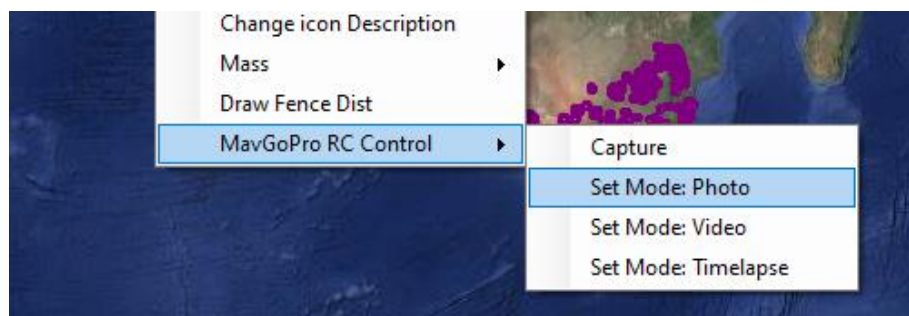 Change icon Description
Mass
Draw Fence Dist
MavGoPro RC Control
Capture
Set Mode: Photo
Set Mode: Video
Set Mode: Timelapse